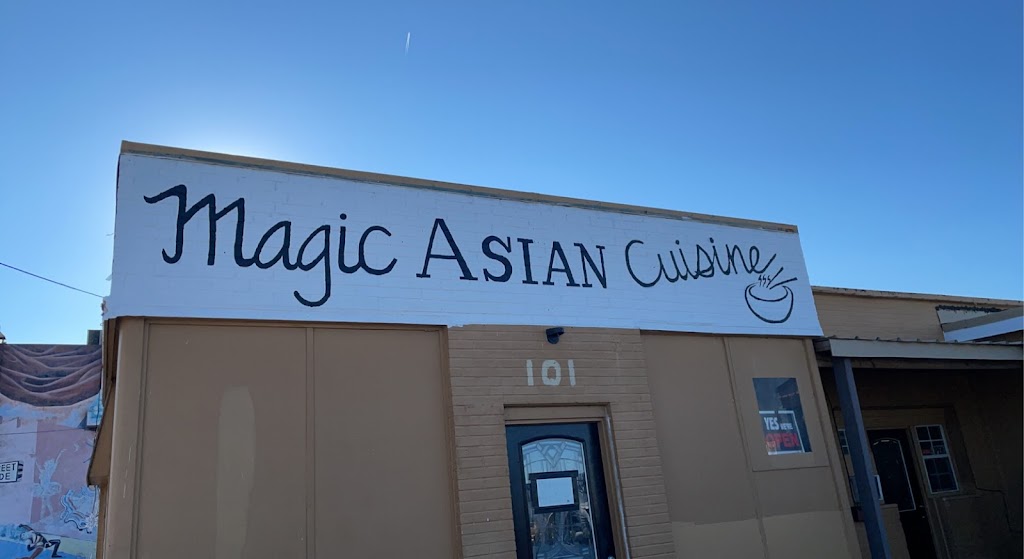 Magic ASIAN Cuisine
101
YES WE'RE
OPEN